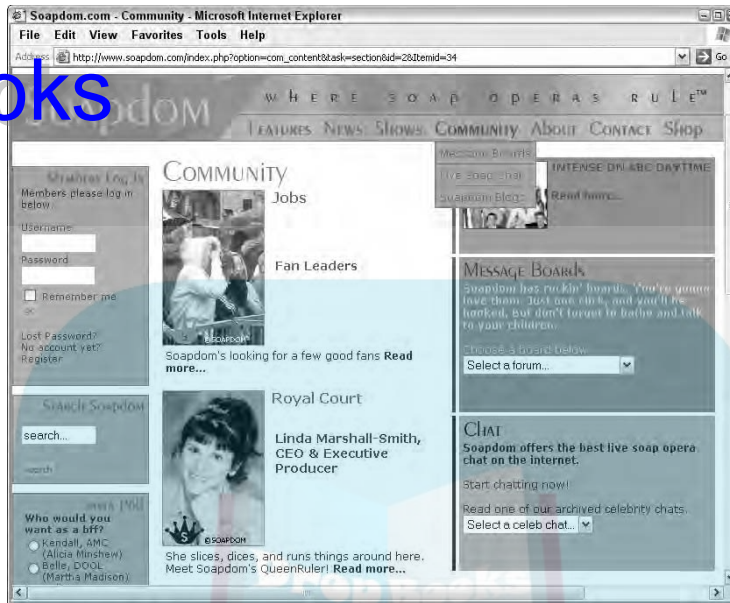 Soapdom.com - Community - Microsoft Internet Explorer
File Edit View Favorites Tools Help
Address http://www.soapdom.com/index.php?option=com_content&task=section&id=2&Itemid=34 Go
oks
Soapdom
WHERE SOAP OPERAS RULE™
FEATURES NEWS SHOWS COMMUNITY ABOUT CONTACT SHOP
Message Boards
Live Soap Chat
Soapdom Blogs
Members Log In
Members please log in
below.
Username
Password
Remember me
Lost Password?
No account yet?
Register
Search Soapdom
search...
search
Poll
Who would you
want as a bff?
Kendall, AMC
(Alicia Minshew)
Belle, DOOL
(Martha Madison)
COMMUNITY
Jobs
Fan Leaders
©SOAPDOM
Soapdom's looking for a few good fans Read
more...
Royal Court
Linda Marshall-Smith,
CEO & Executive
Producer
S
©SOAPDOM
She slices, dices, and runs things around here.
Meet Soapdom's QueenRuler! Read more...
INTENSE ON ABC DAYTIME
Read more...
MESSAGE BOARDS
Soapdom has rockin' boards. You're gonna
love them. Just one click, and you'll be
hooked. But don't forget to bathe and talk
to your children.
Choose a board below
Select a forum...
CHAT
Soapdom offers the best live soap opera
chat on the internet.
Start chatting now!
Read one of our archived celebrity chats.
Select a celeb chat...
Drop Books